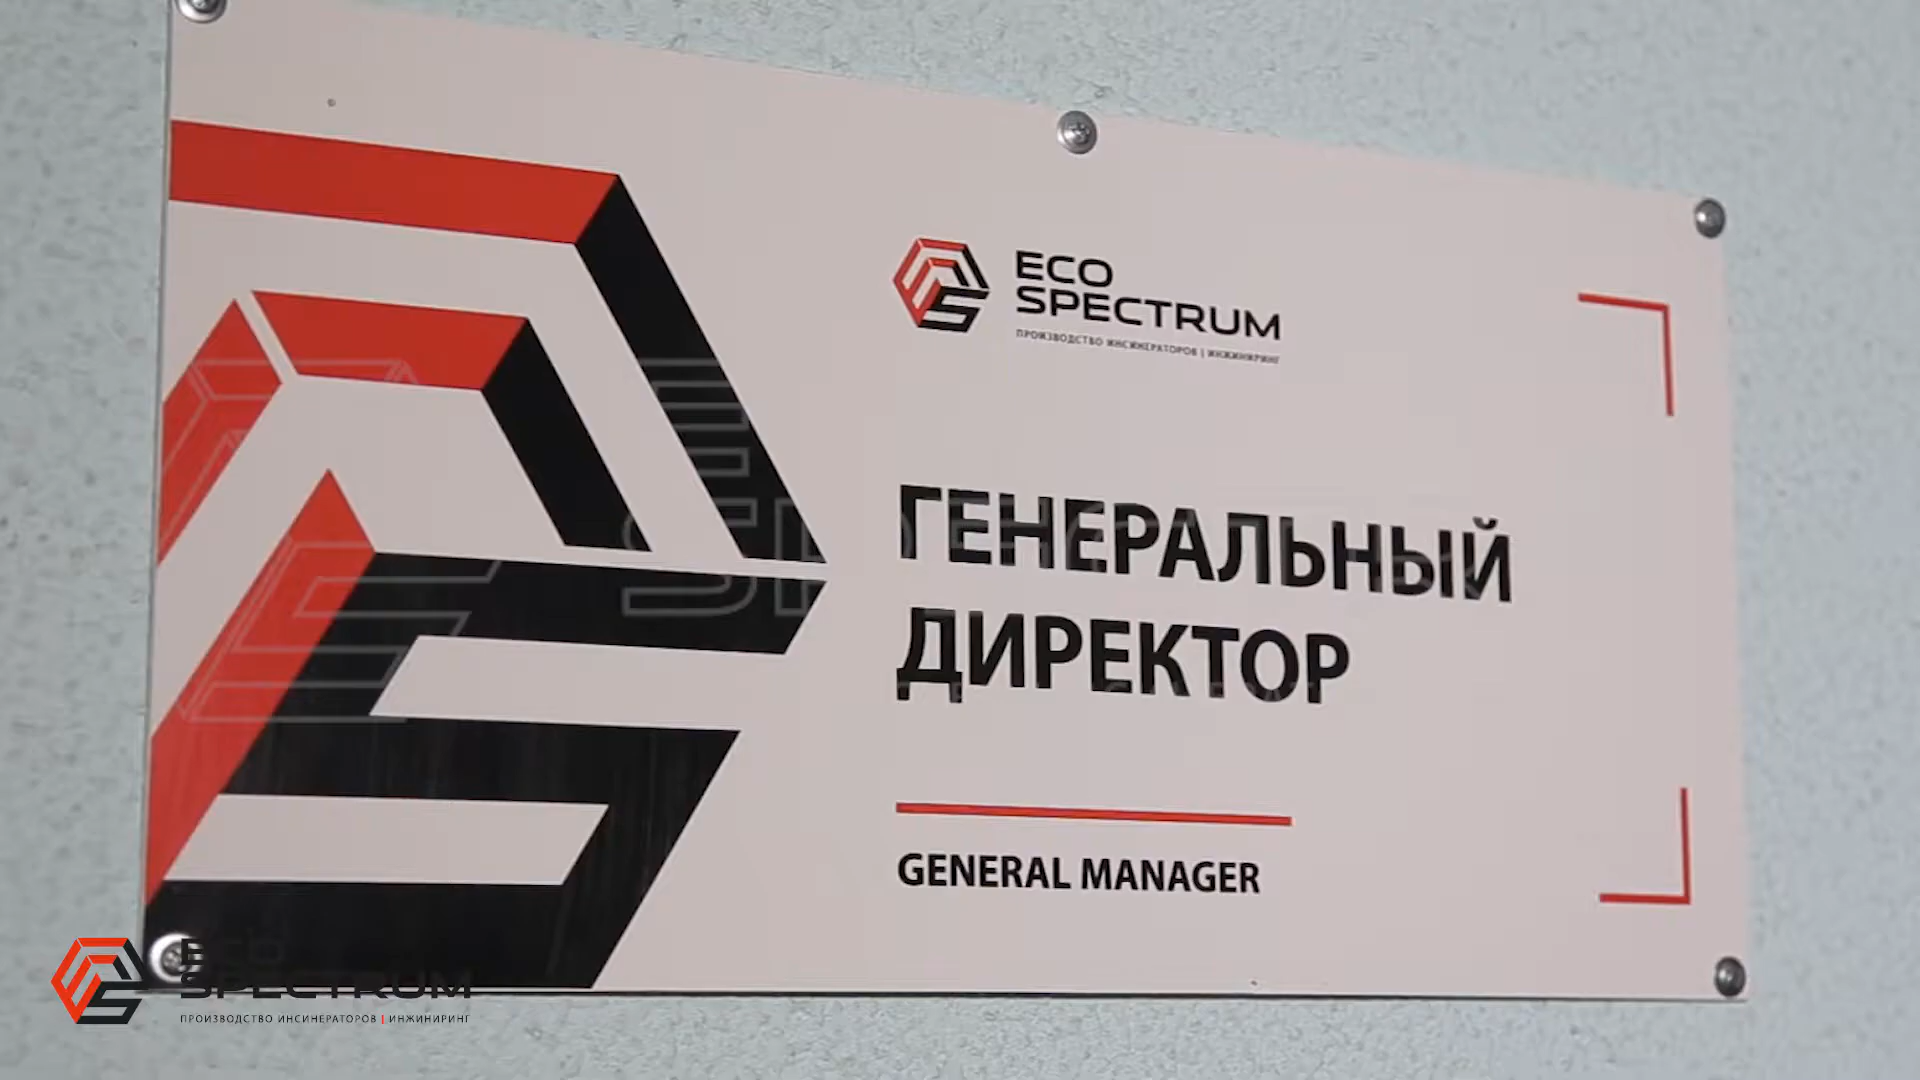 ECO
SPECTRUM
ПРОИЗВОДСТВО ИНСИНЕРАТОРОВ | ИНЖИНИРИНГ
ГЕНЕРАЛЬНЫЙ
ДИРЕКТОР
GENERAL MANAGER
ECO
SPECTRUM
ПРОИЗВОДСТВО ИНСИНЕРАТОРОВ | ИНЖИНИРИНГ